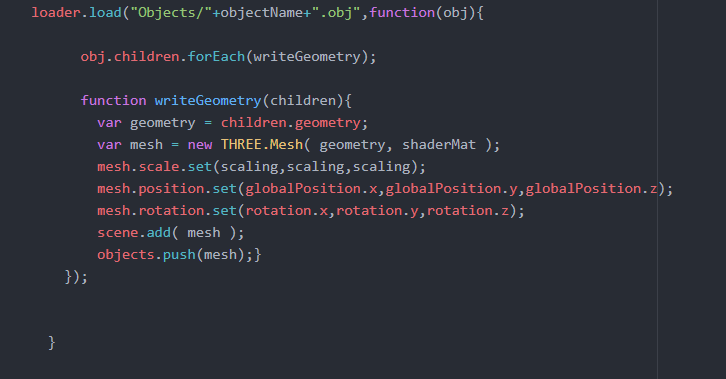 loader.load("Objects/"+objectName+".obj",function(obj){
obj.children.forEach(writeGeometry);
function writeGeometry(children){
var geometry = children.geometry;
var mesh = new THREE.Mesh( geometry, shaderMat );
mesh.scale.set(scaling,scaling,scaling);
mesh.position.set(globalPosition.x,globalPosition.y,globalPosition.z);
mesh.rotation.set(rotation.x,rotation.y,rotation.z);
scene.add( mesh );
objects.push(mesh);}
});
}